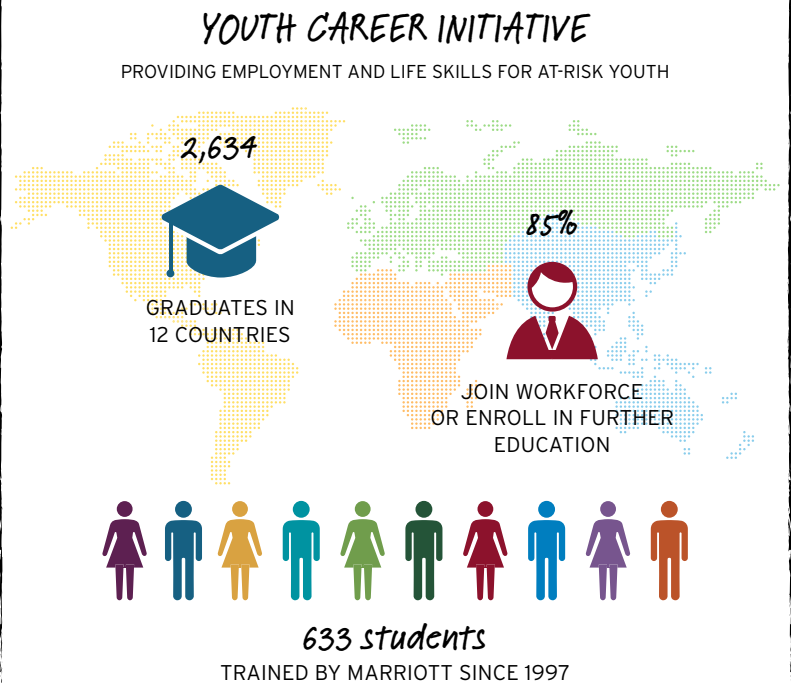 YOUTH CAREER INITIATIVE
PROVIDING EMPLOYMENT AND LIFE SKILLS FOR AT-RISK YOUTH
2,634
GRADUATES IN
12 COUNTRIES
85%
JOIN WORKFORCE
OR ENROLL IN FURTHER
EDUCATION
633 students
TRAINED BY MARRIOTT SINCE 1997